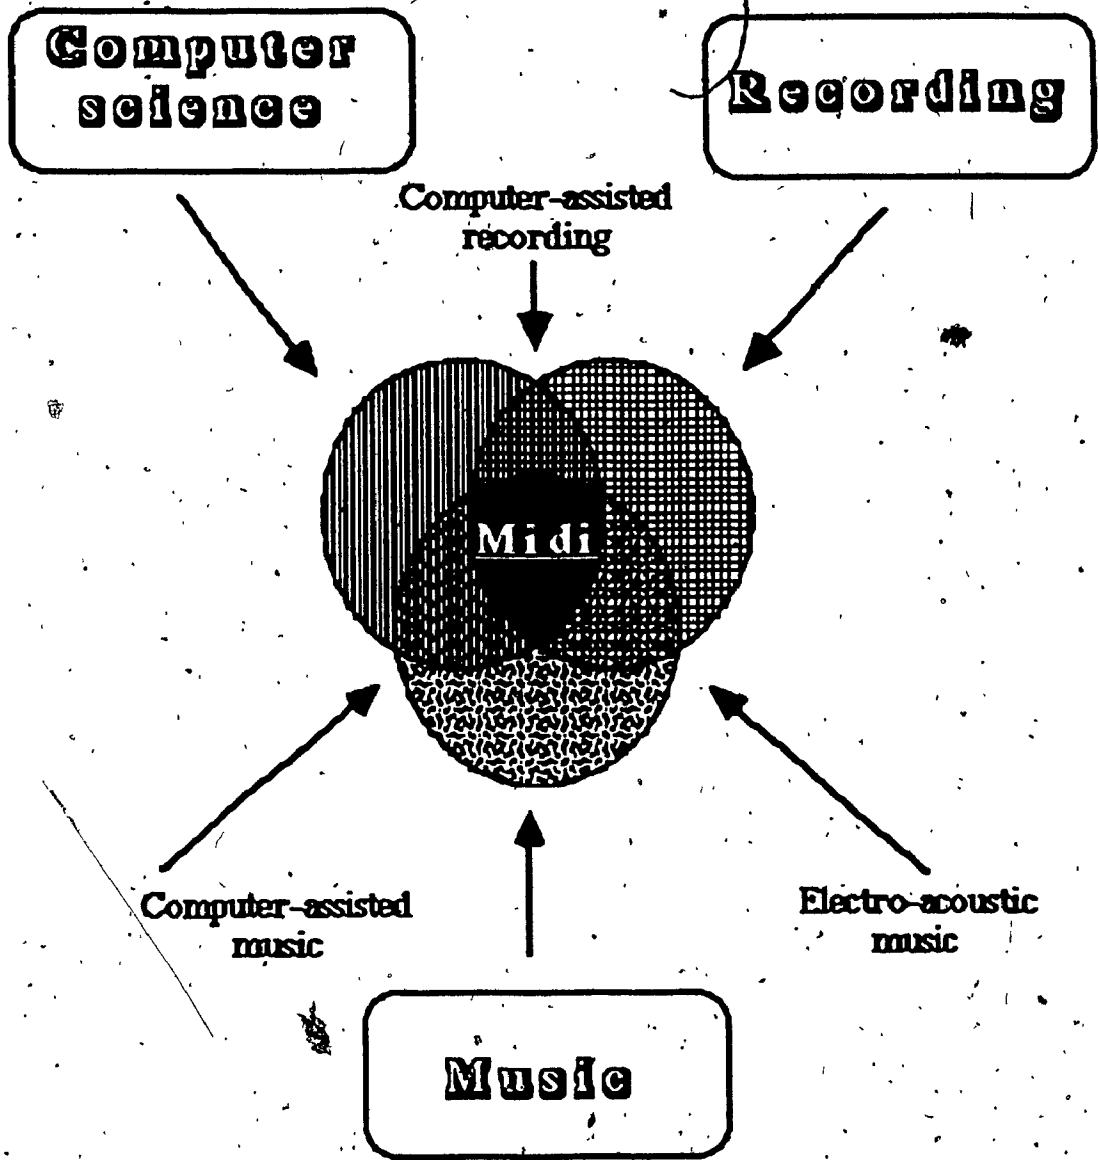 Computer
science
Recording
Computer-assisted
recording
Midi
Computer-assisted
music
Electro-acoustic
music
Music